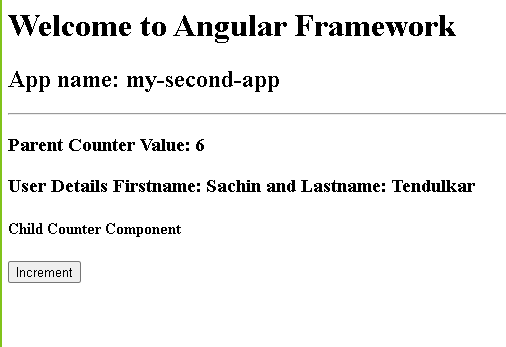 Welcome to Angular Framework
App name: my-second-app
Parent Counter Value: 6
User Details Firstname: Sachin and Lastname: Tendulkar
Child Counter Component
Increment